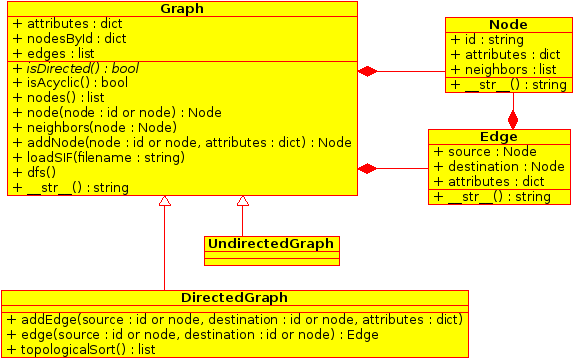 Graph
+ attributes : dict
+ nodesById : dict
+ edges : list
+ isDirected() : bool
+ isAcyclic() : bool
+ nodes() : list
+ node(node : id or node) : Node
+ neighbors(node : Node)
+ addNode(node : id or node, attributes : dict) : Node
+ loadSIF(filename : string)
+ dfs()
+ __str__() : string
Node
+ id : string
+ attributes : dict
+ neighbors : list
+ __str__() : string
Edge
+ source : Node
+ destination : Node
+ attributes : dict
+ __str__() : string
UndirectedGraph
DirectedGraph
+ addEdge(source : id or node, destination : id or node, attributes : dict)
+ edge(source : id or node, destination : id or node) : Edge
+ topologicalSort() : list